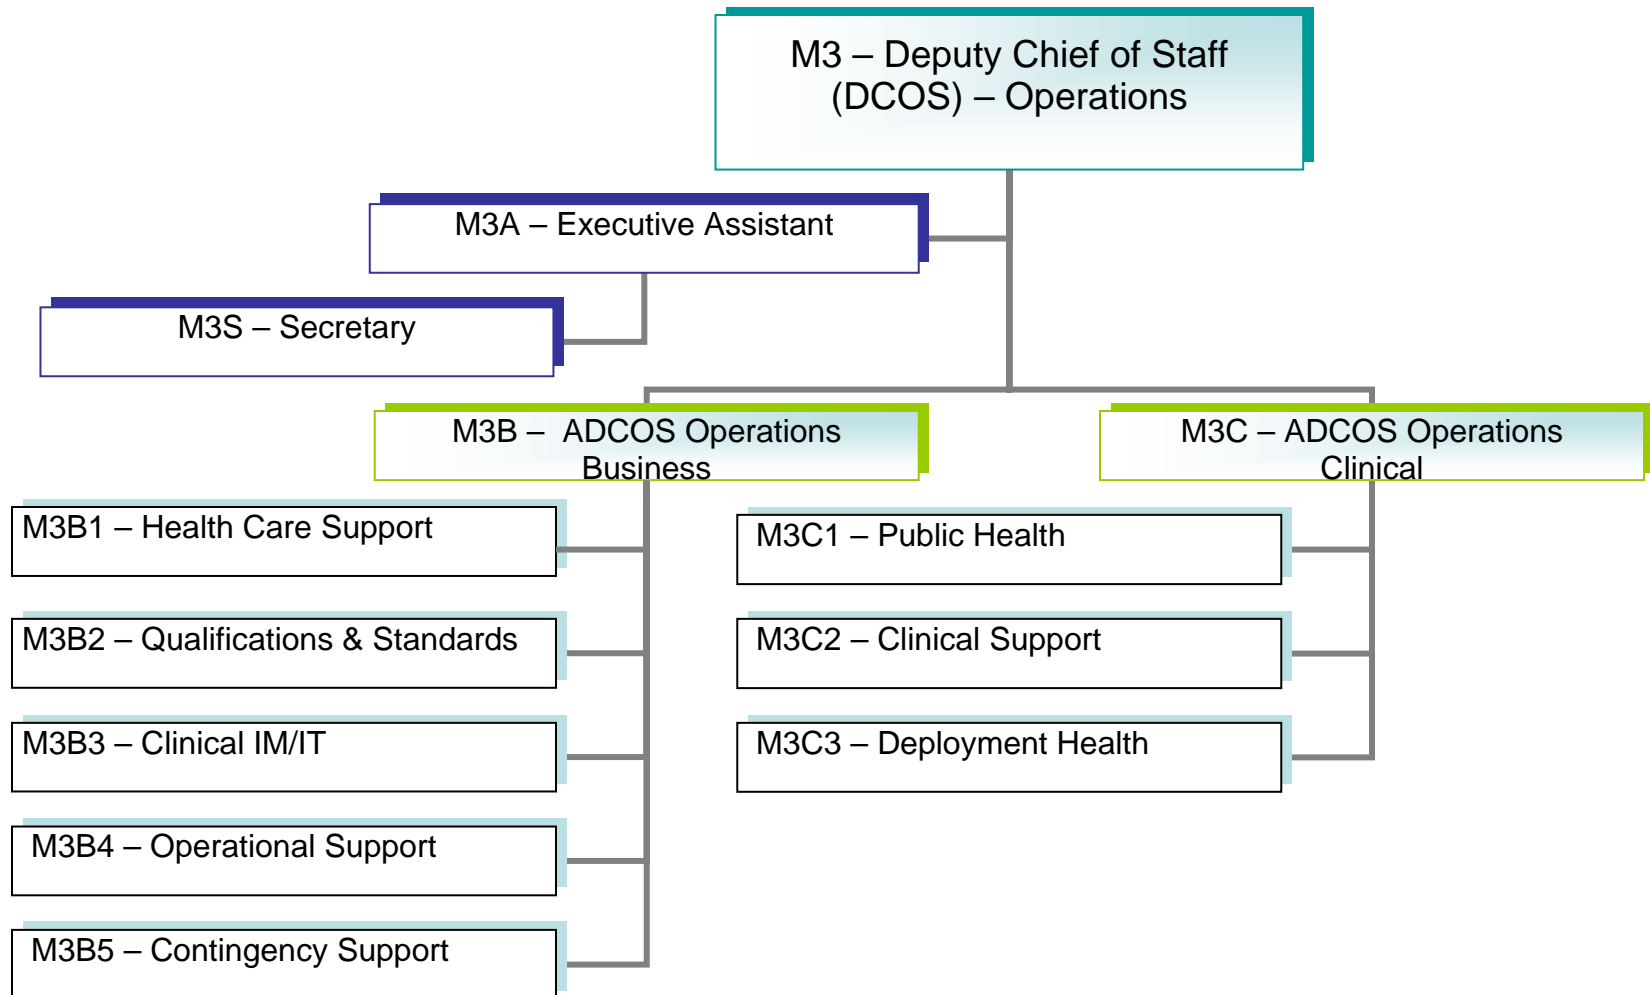 M3 – Deputy Chief of Staff
(DCOS) – Operations
M3A – Executive Assistant
M3S – Secretary
M3B –  ADCOS Operations
Business
M3C – ADCOS Operations
Clinical
M3B1 – Health Care Support
M3B2 – Qualifications & Standards
M3B3 – Clinical IM/IT
M3B4 – Operational Support
M3B5 – Contingency Support
M3C1 – Public Health
M3C2 – Clinical Support
M3C3 – Deployment Health